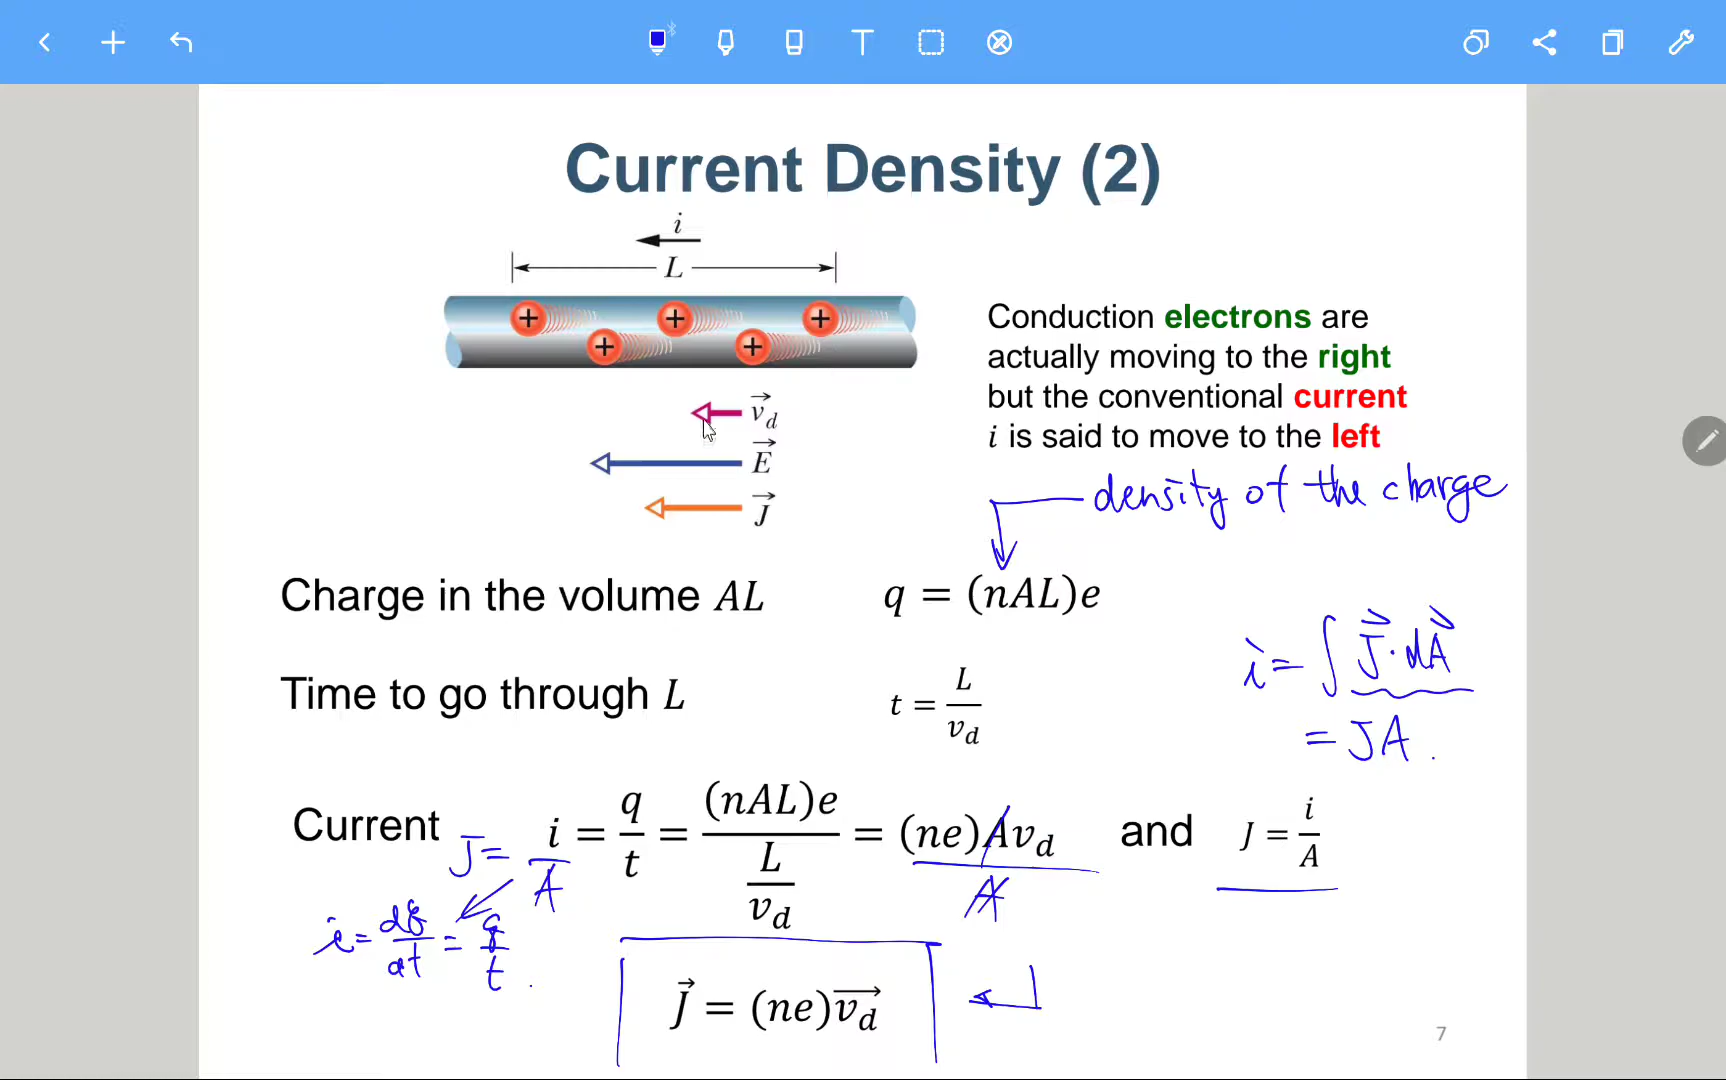 T
Current Density (2)
i
L
+ + + + +
v⃗_d
E⃗
J⃗
Conduction electrons are
actually moving to the right
but the conventional current
i is said to move to the left
density of the charge
Charge in the volume AL
q = (nAL)e
i = ∫ J⃗ · dA⃗
= JA.
Time to go through L
t = L/v_d
Current i = q/t = (nAL)e / (L/v_d) = (ne)Av_d and J = i/A
J = i/A
A
i = dq/dt = q/t.
J⃗ = (ne)v_d⃗
7